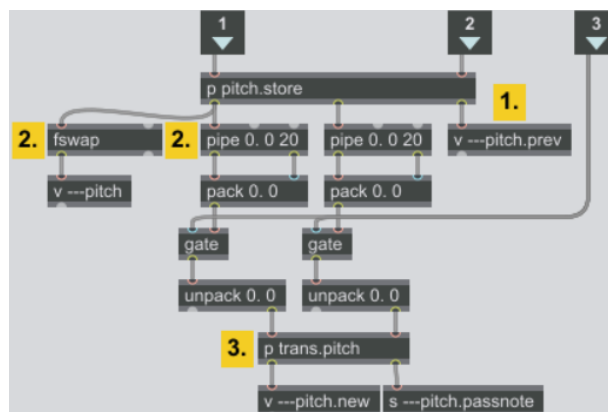 1
2
3
p pitch.store
1.
2.
fswap
2.
pipe 0. 0 20
pipe 0. 0 20
v ---pitch.prev
v ---pitch
pack 0. 0
pack 0. 0
gate
gate
unpack 0. 0
unpack 0. 0
3.
p trans.pitch
v ---pitch.new
s ---pitch.passnote